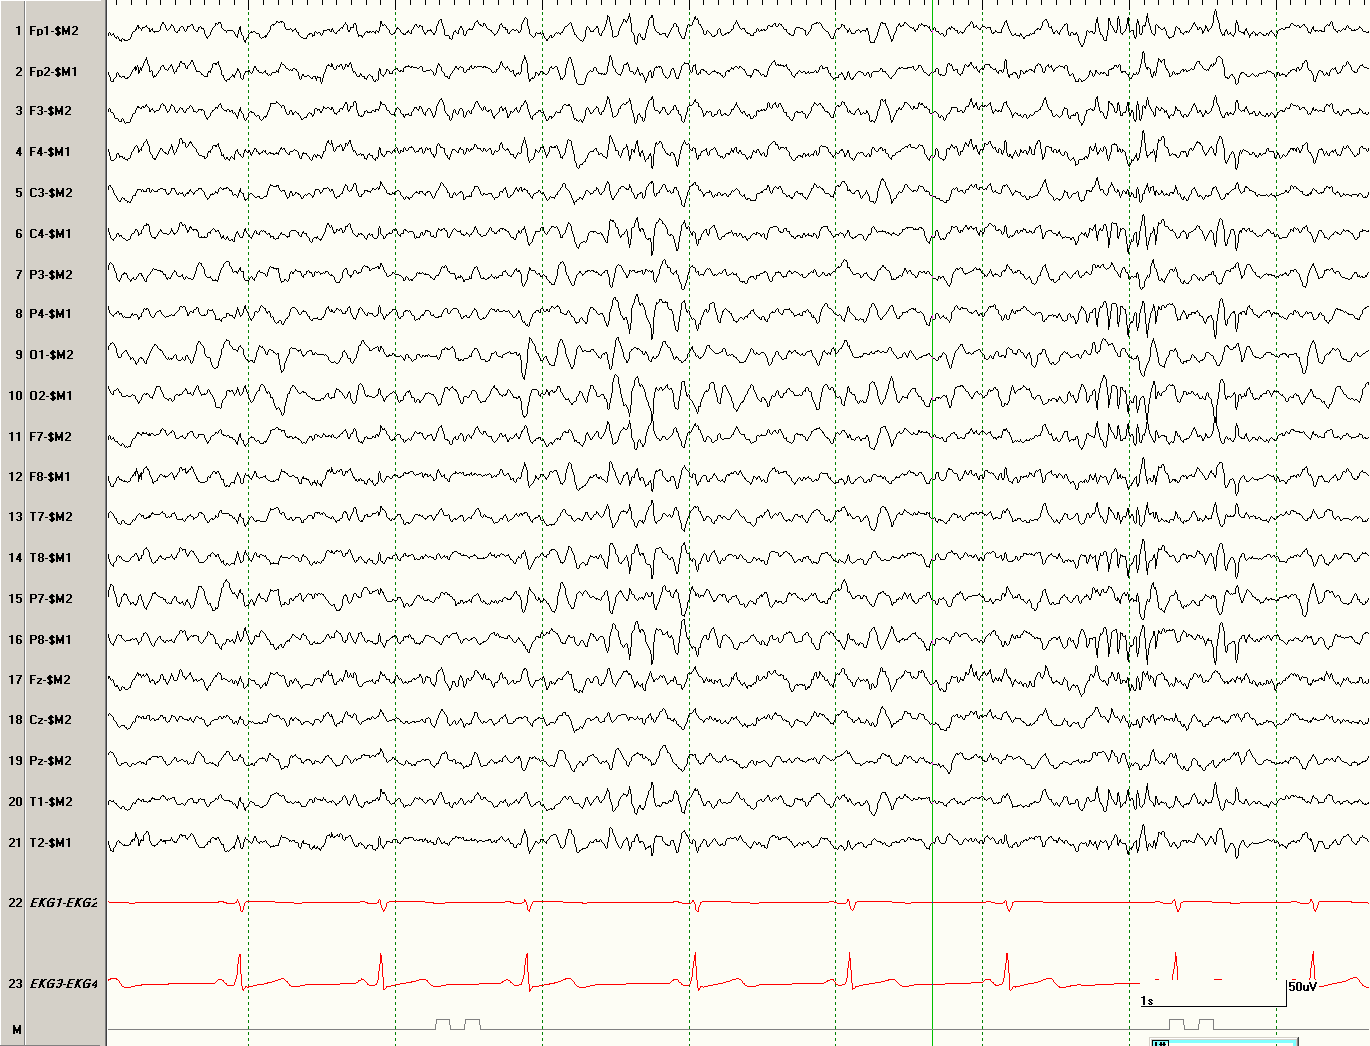 1 Fp1-$M2
2 Fp2-$M1
3 F3-$M2
4 F4-$M1
5 C3-$M2
6 C4-$M1
7 P3-$M2
8 P4-$M1
9 O1-$M2
10 O2-$M1
11 F7-$M2
12 F8-$M1
13 T7-$M2
14 T8-$M1
15 P7-$M2
16 P8-$M1
17 Fz-$M2
18 Cz-$M2
19 Pz-$M2
20 T1-$M2
21 T2-$M1
22 EKG1-EKG2
23 EKG3-EKG4
50uV
1s
M